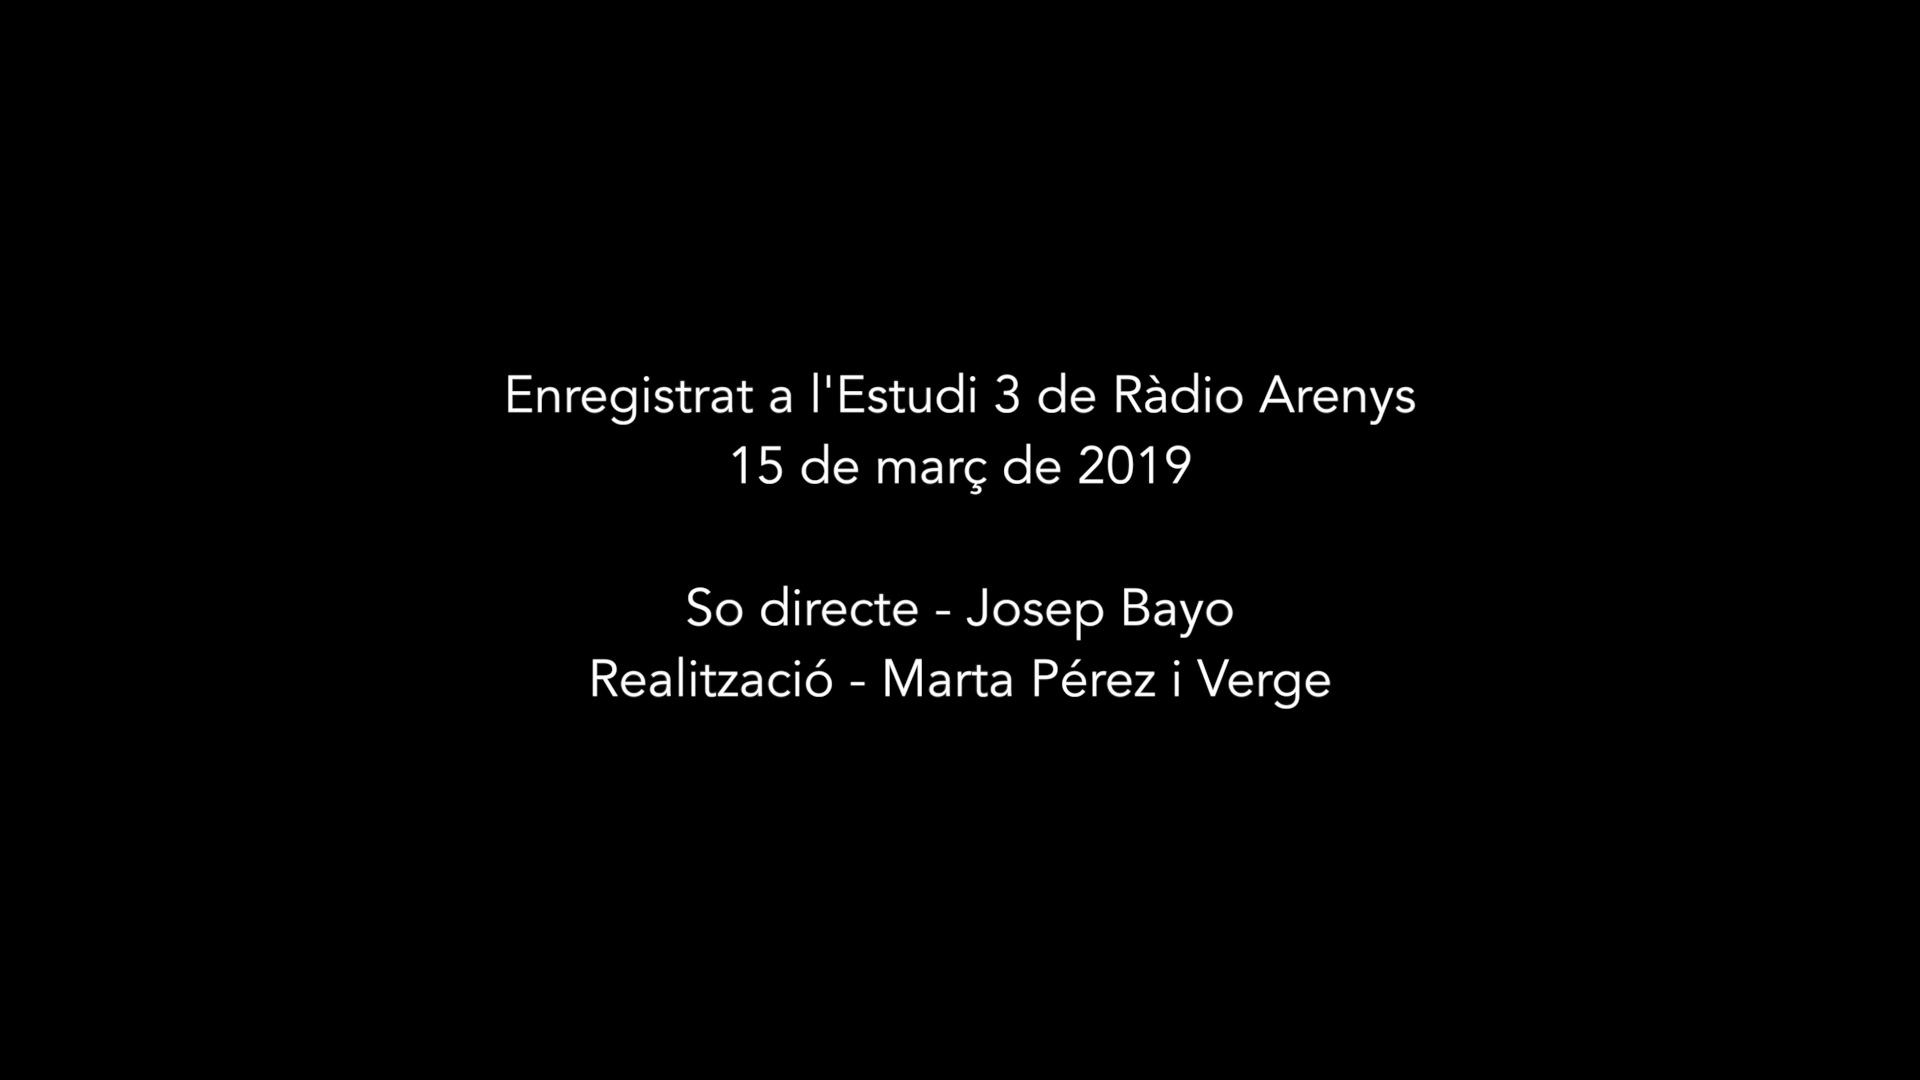 Enregistrat a l'Estudi 3 de Ràdio Arenys
15 de març de 2019
So directe - Josep Bayo
Realització - Marta Pérez i Verge